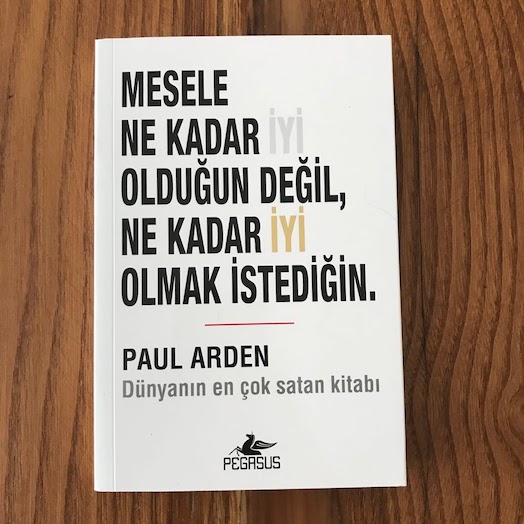 MESELE
NE KADAR İYİ
OLDUĞUN DEĞİL,
NE KADAR İYİ
OLMAK İSTEDİĞİN.
PAUL ARDEN
Dünyanın en çok satan kitabı
PEGASUS